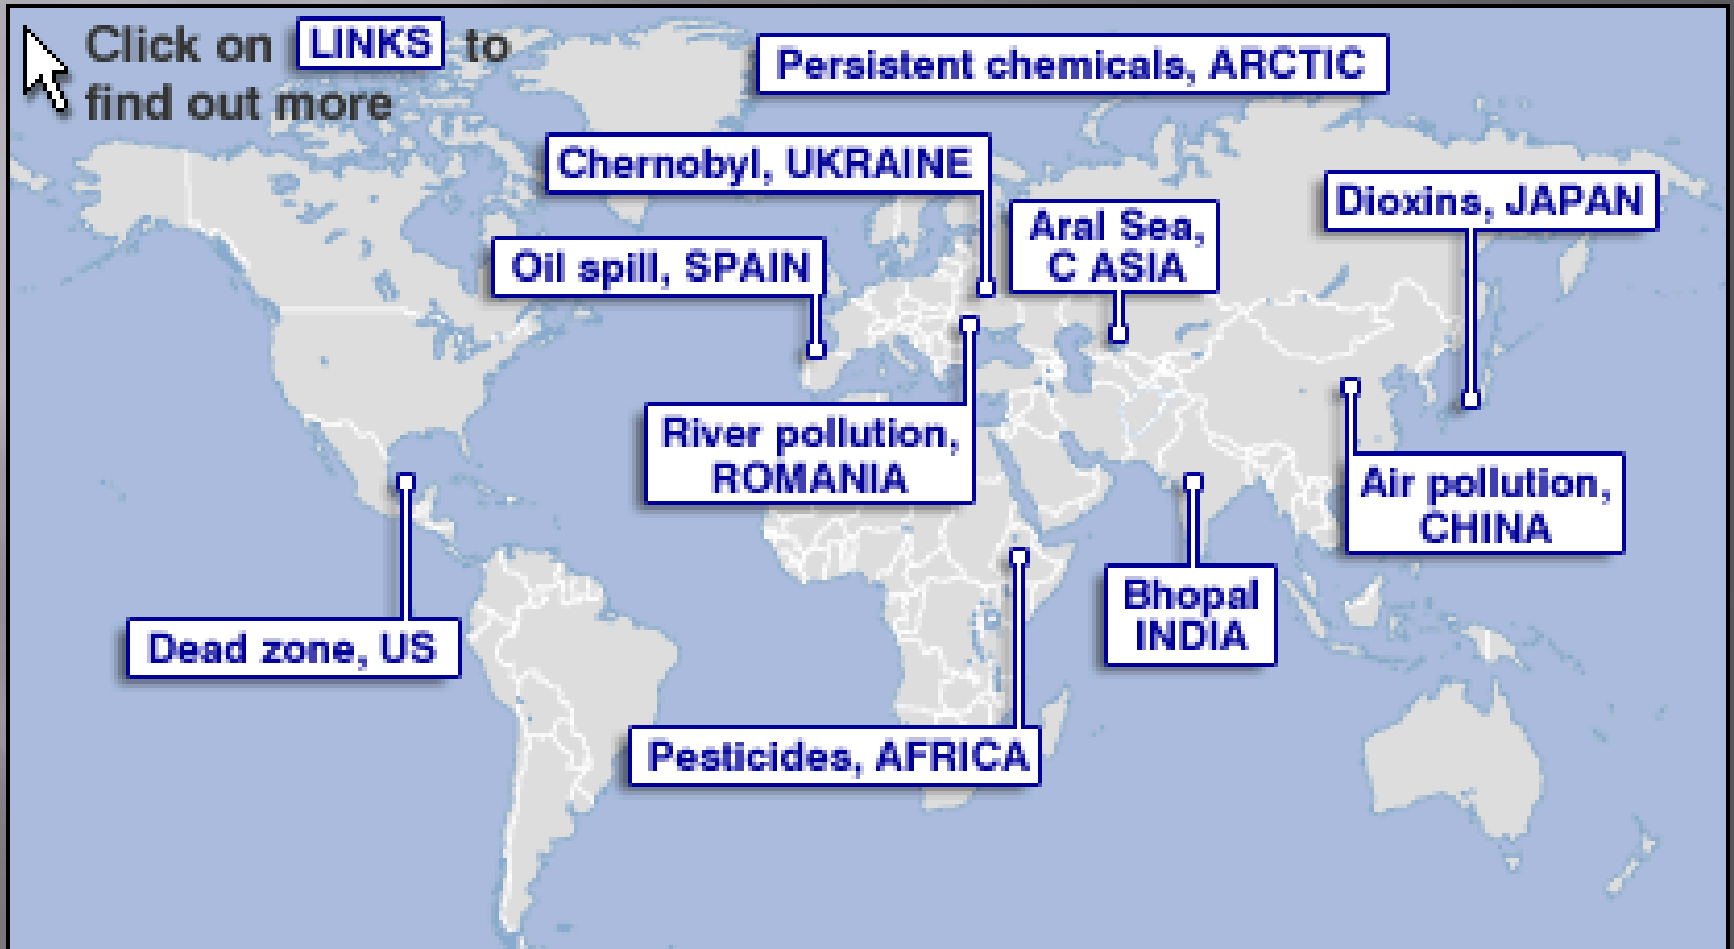 Click on LINKS to
find out more
Persistent chemicals, ARCTIC
Chernobyl, UKRAINE
Dioxins, JAPAN
Aral Sea,
C ASIA
Oil spill, SPAIN
River pollution,
ROMANIA
Air pollution,
CHINA
Bhopal
INDIA
Dead zone, US
Pesticides, AFRICA